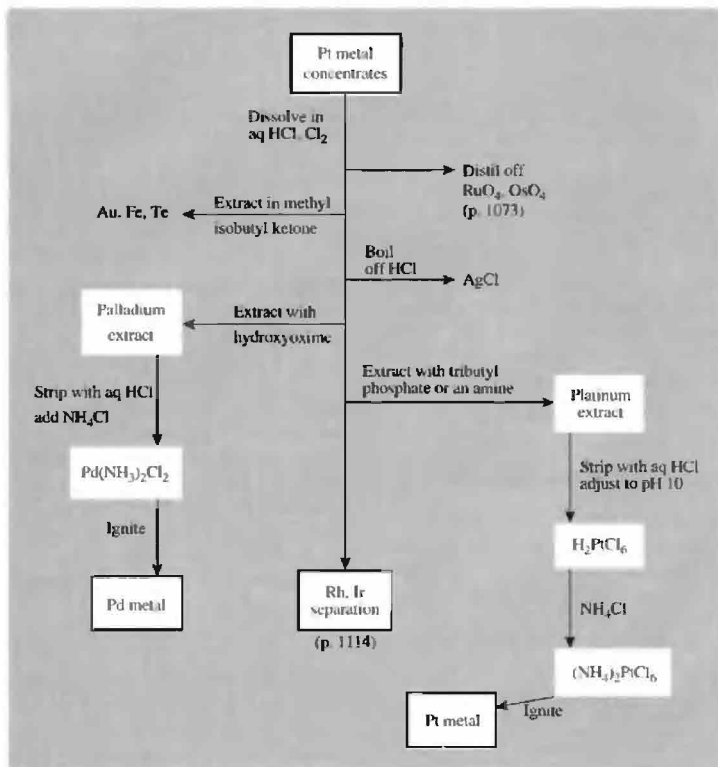 Pt metal
concentrates
Dissolve in
aq HCl, Cl₂
Distil off
RuO₄, OsO₄
(p. 1073)
Au. Fe, Te
Extract in methyl
isobutyl ketone
Boil
off HCl
AgCl
Palladium
extract
Extract with
hydroxyoxime
Extract with tributyl
phosphate or an amine
Platinum
extract
Strip with aq HCl
add NH₄Cl
Strip with aq HCl
adjust to pH 10
Pd(NH₃)₂Cl₂
H₂PtCl₆
Ignite
NH₄Cl
Pd metal
Rh, Ir
separation
(p. 1114)
(NH₄)₂PtCl₆
Ignite
Pt metal